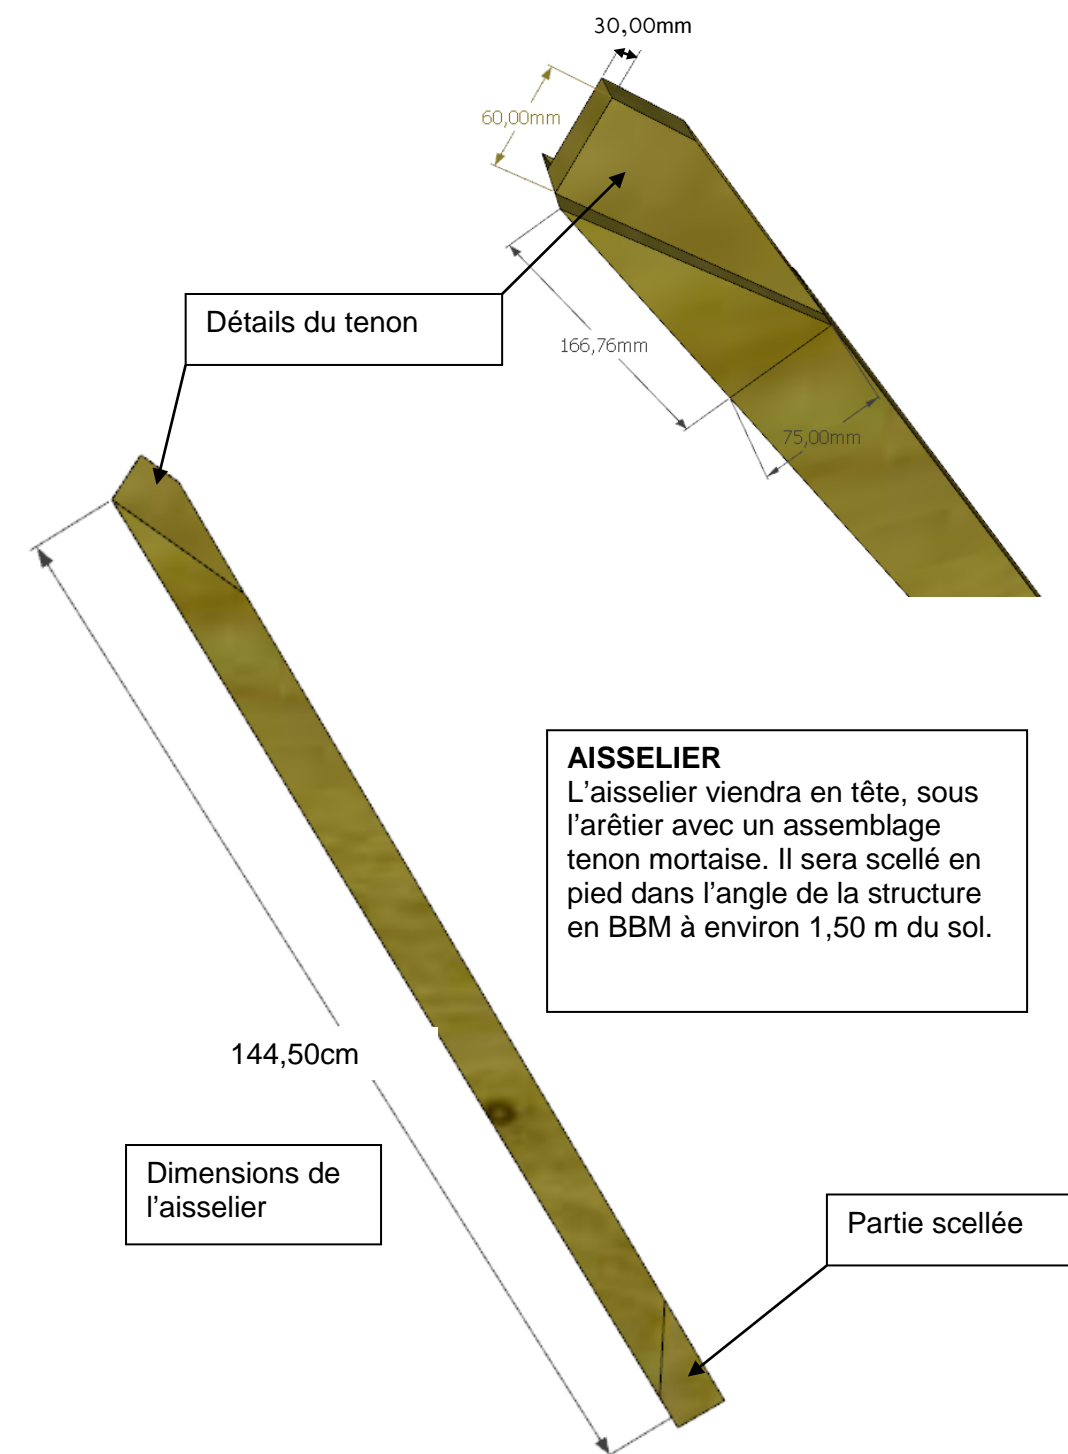 30,00mm
60,00mm
Détails du tenon
166,76mm
75,00mm
AISSELIER
L’aisselier viendra en tête, sous
l’arêtier avec un assemblage
tenon mortaise. Il sera scellé en
pied dans l’angle de la structure
en BBM à environ 1,50 m du sol.
144,50cm
Dimensions de
l’aisselier
Partie scellée